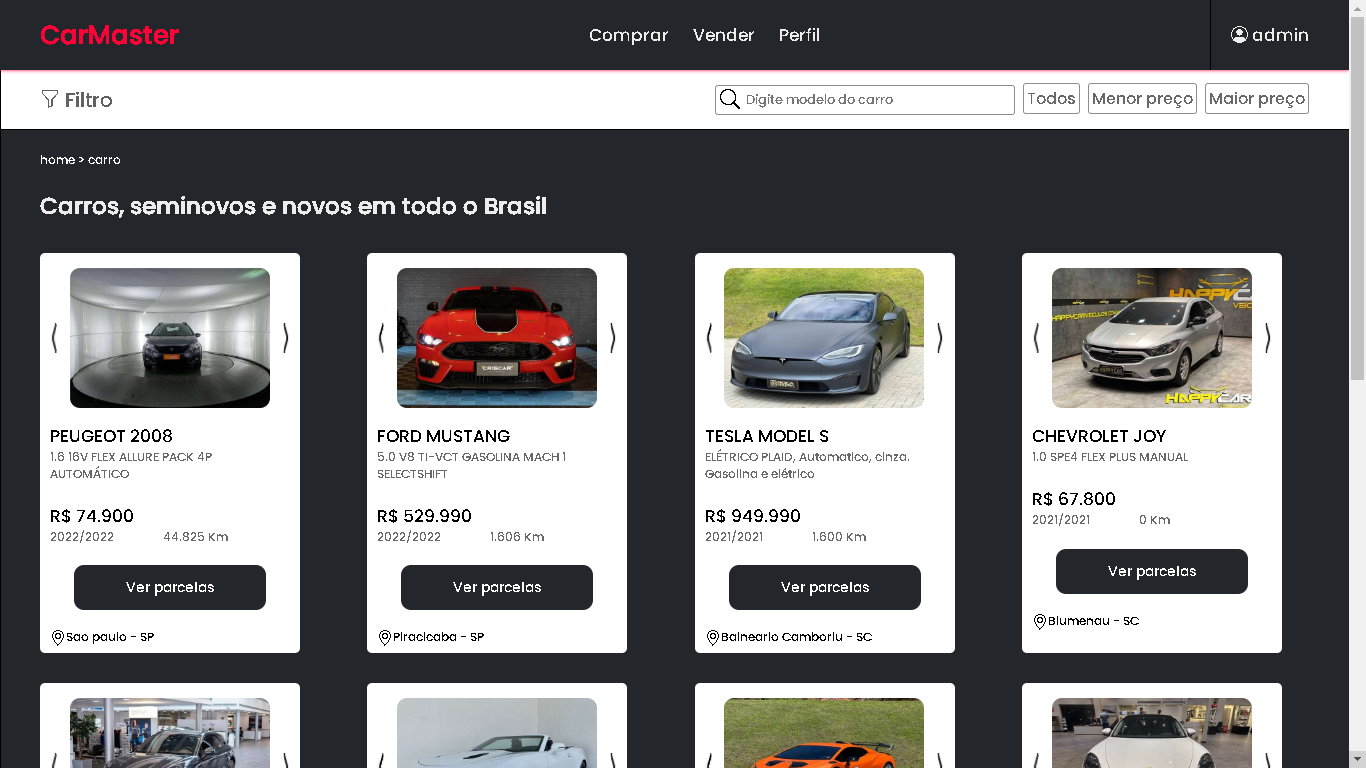 CarMaster
Comprar Vender Perfil
admin
Filtro
Digite modelo do carro
Todos Menor preço Maior preço
home > carro
Carros, seminovos e novos em todo o Brasil
CRISCAR
HAPPYCAR
HAPPYCAR
PEUGEOT 2008
1.6 16V FLEX ALLURE PACK 4P
AUTOMÁTICO
R$ 74.900
2022/2022 44.825 Km
Ver parcelas
Sao paulo - SP
FORD MUSTANG
5.0 V8 TI-VCT GASOLINA MACH 1
SELECTSHIFT
R$ 529.990
2022/2022 1.606 Km
Ver parcelas
Piracicaba - SP
TESLA MODEL S
ELÉTRICO PLAID, Automatico, cinza.
Gasolina e elétrico
R$ 949.990
2021/2021 1.600 Km
Ver parcelas
Balneario Camboriu - SC
CHEVROLET JOY
1.0 SPE4 FLEX PLUS MANUAL
R$ 67.800
2021/2021 0 Km
Ver parcelas
Blumenau - SC